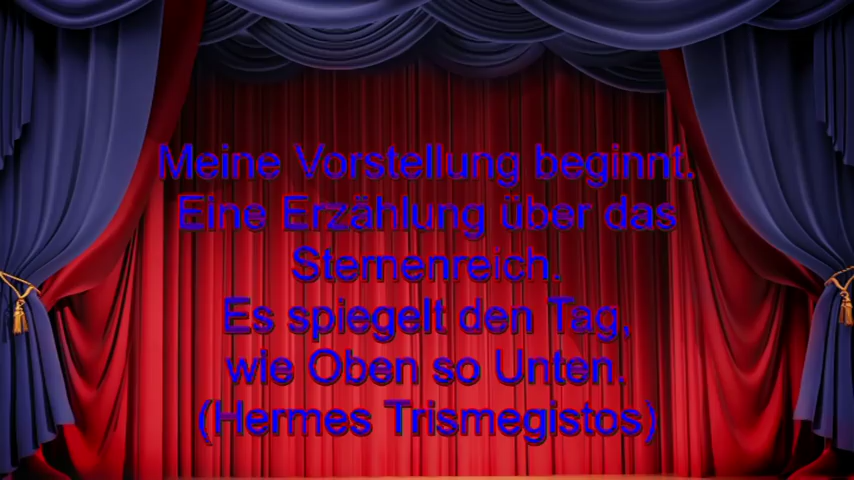 Meine Vorstellung beginnt.
Eine Erzählung über das
Sternenreich.
Es spiegelt den Tag,
wie Oben so Unten.
(Hermes Trismegistos)